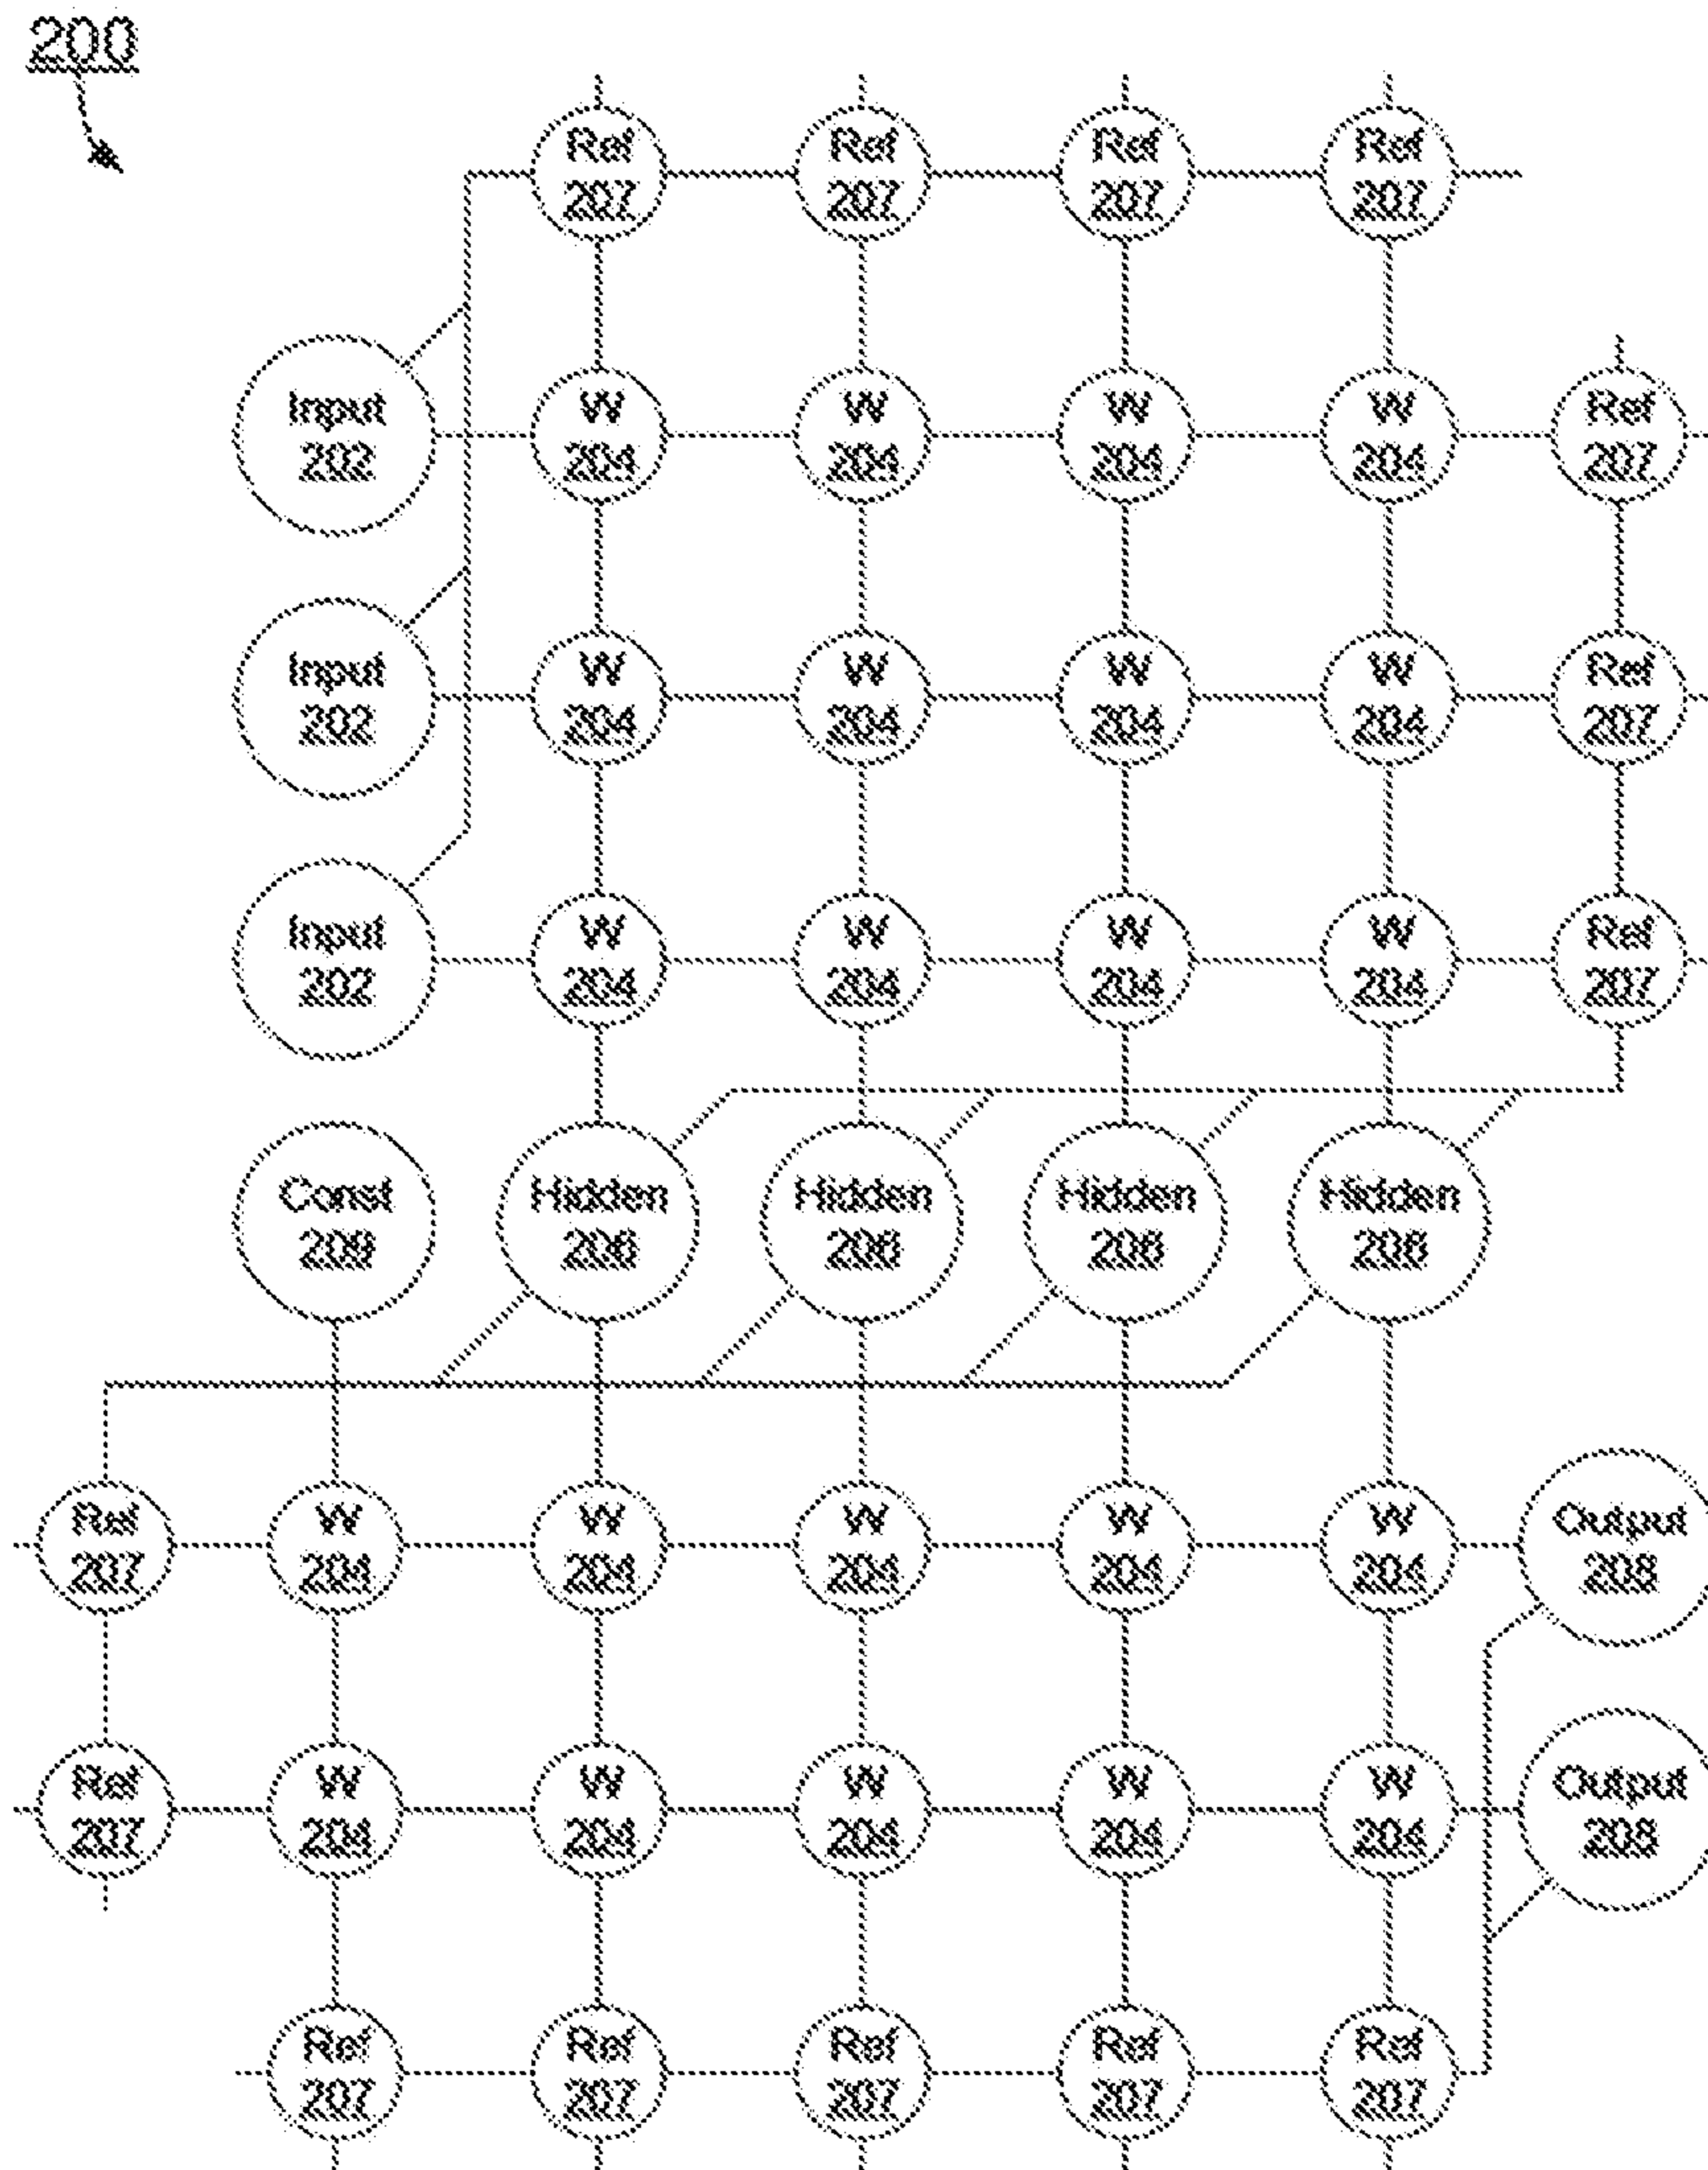 200
Ref Ref Ref Ref
207 207 207 207
Input W W W W Ref
202 204 204 204 204 207
Input W W W W Ref
202 204 204 204 204 207
Input W W W W Ref
202 204 204 204 204 207
Const Hidden Hidden Hidden Hidden
209 206 206 206 206
Ref W W W W W Output
207 204 204 204 204 204 208
Ref W W W W W Output
207 204 204 204 204 204 208
Ref Ref Ref Ref Ref
207 207 207 207 207